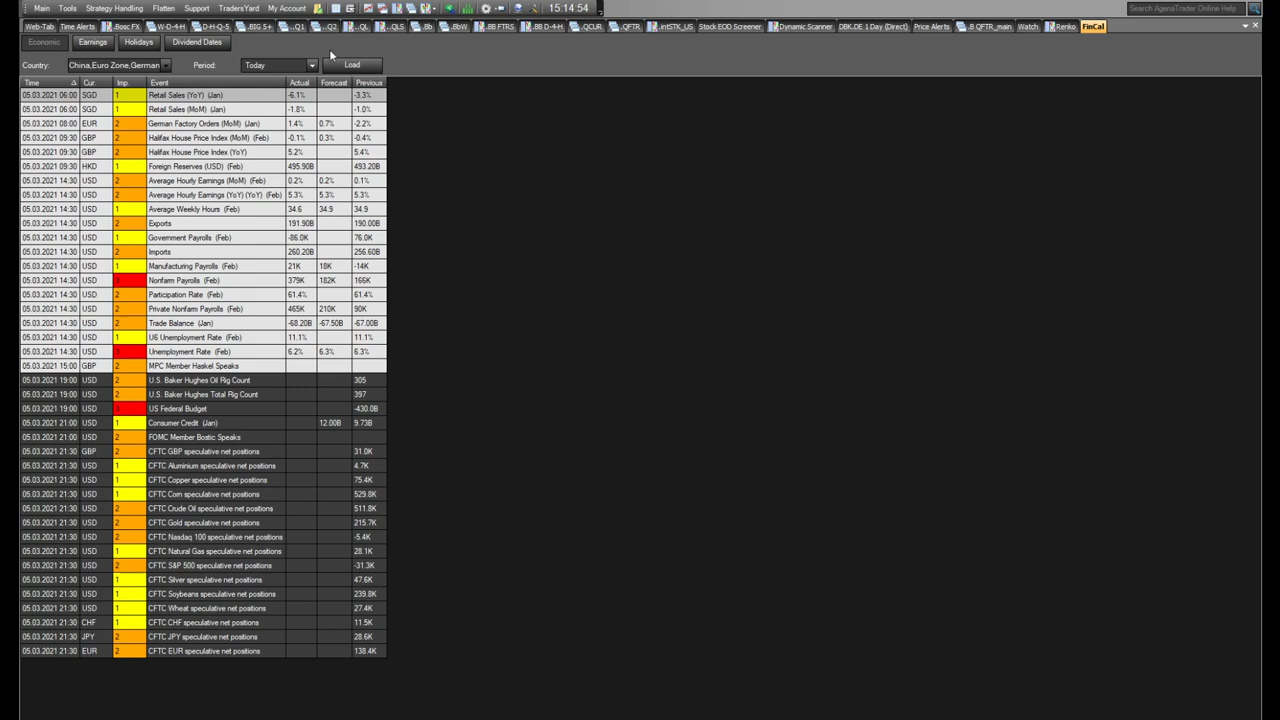 Main Tools Strategy Handling Flatten Support TradersYard My Account 15:14:54 Search AgenaTrader Online Help
Web-Tab Time Alerts .Bosc FX W-D-4H D-H-Q-5 .BIG 5+ ...Q1 ...Q2 ..QL ..QLS ..Bb ..BbW ..BB FTRS ..BB D-4H ..QCUR ..QFTR ..intSTK_US Stock EOD Screener Dynamic Scanner DBK.DE 1 Day (Direct) Price Alerts ..8 QFTR_main Watch Renko FinCal
Economic Earnings Holidays Dividend Dates
Country: China,Euro Zone,German Period: Today Load
Time Cur. Imp. Event Actual Forecast Previous
05.03.2021 06:00 SGD 1 Retail Sales (YoY) (Jan) -6.1% -3.3%
05.03.2021 06:00 SGD 1 Retail Sales (MoM) (Jan) -1.8% -1.0%
05.03.2021 08:00 EUR 2 German Factory Orders (MoM) (Jan) 1.4% 0.7% -2.2%
05.03.2021 09:30 GBP 2 Halifax House Price Index (MoM) (Feb) -0.1% 0.3% -0.4%
05.03.2021 09:30 GBP 2 Halifax House Price Index (YoY) 5.2% 5.4%
05.03.2021 09:30 HKD 1 Foreign Reserves (USD) (Feb) 495.90B 493.20B
05.03.2021 14:30 USD 2 Average Hourly Earnings (MoM) (Feb) 0.2% 0.2% 0.1%
05.03.2021 14:30 USD 2 Average Hourly Earnings (YoY) (YoY) (Feb) 5.3% 5.3% 5.3%
05.03.2021 14:30 USD 1 Average Weekly Hours (Feb) 34.6 34.9 34.9
05.03.2021 14:30 USD 2 Exports 191.90B 190.00B
05.03.2021 14:30 USD 1 Government Payrolls (Feb) -86.0K 76.0K
05.03.2021 14:30 USD 2 Imports 260.20B 256.60B
05.03.2021 14:30 USD 1 Manufacturing Payrolls (Feb) 21K 18K -14K
05.03.2021 14:30 USD 3 Nonfarm Payrolls (Feb) 379K 182K 166K
05.03.2021 14:30 USD 2 Participation Rate (Feb) 61.4% 61.4%
05.03.2021 14:30 USD 2 Private Nonfarm Payrolls (Feb) 465K 210K 90K
05.03.2021 14:30 USD 2 Trade Balance (Jan) -68.20B -67.50B -67.00B
05.03.2021 14:30 USD 1 U6 Unemployment Rate (Feb) 11.1% 11.1%
05.03.2021 14:30 USD 3 Unemployment Rate (Feb) 6.2% 6.3% 6.3%
05.03.2021 15:00 GBP 2 MPC Member Haskel Speaks
05.03.2021 19:00 USD 2 U.S. Baker Hughes Oil Rig Count 305
05.03.2021 19:00 USD 2 U.S. Baker Hughes Total Rig Count 397
05.03.2021 19:00 USD 3 US Federal Budget -430.0B
05.03.2021 21:00 USD 1 Consumer Credit (Jan) 12.00B 9.73B
05.03.2021 21:00 USD 2 FOMC Member Bostic Speaks
05.03.2021 21:30 GBP 2 CFTC GBP speculative net positions 31.0K
05.03.2021 21:30 USD 1 CFTC Aluminium speculative net positions 4.7K
05.03.2021 21:30 USD 1 CFTC Copper speculative net positions 75.4K
05.03.2021 21:30 USD 1 CFTC Corn speculative net positions 529.8K
05.03.2021 21:30 USD 2 CFTC Crude Oil speculative net positions 511.8K
05.03.2021 21:30 USD 2 CFTC Gold speculative net positions 215.7K
05.03.2021 21:30 USD 2 CFTC Nasdaq 100 speculative net positions -5.4K
05.03.2021 21:30 USD 1 CFTC Natural Gas speculative net positions 28.1K
05.03.2021 21:30 USD 2 CFTC S&P 500 speculative net positions -31.3K
05.03.2021 21:30 USD 1 CFTC Silver speculative net positions 47.6K
05.03.2021 21:30 USD 1 CFTC Soybeans speculative net positions 239.8K
05.03.2021 21:30 USD 1 CFTC Wheat speculative net positions 27.4K
05.03.2021 21:30 CHF 1 CFTC CHF speculative net positions 11.5K
05.03.2021 21:30 JPY 2 CFTC JPY speculative net positions 28.6K
05.03.2021 21:30 EUR 2 CFTC EUR speculative net positions 138.4K